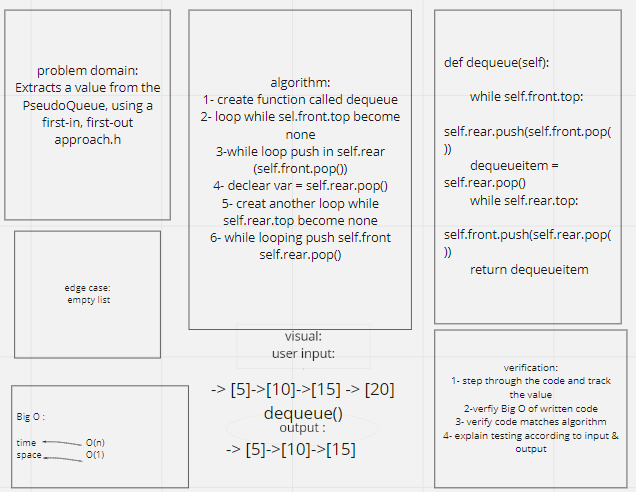 problem domain:
Extracts a value from the
PseudoQueue, using a
first-in, first-out
approach.h
edge case:
empty list
Big O :
time O(n)
space O(1)
algorithm:
1- create function called dequeue
2- loop while sel.front.top become
none
3-while loop push in self.rear
(self.front.pop())
4- declear var = self.rear.pop()
5- creat another loop while
self.rear.top become none
6- while looping push self.front
self.rear.pop()
visual:
user input:
-> [5]->[10]->[15] -> [20]
dequeue()
output :
-> [5]->[10]->[15]
def dequeue(self):
while self.front.top:
self.rear.push(self.front.pop(
))
dequeueitem =
self.rear.pop()
while self.rear.top:
self.front.push(self.rear.pop(
))
return dequeueitem
verification:
1- step through the code and track
the value
2-verfiy Big O of written code
3- verify code matches algorithm
4- explain testing according to input &
output